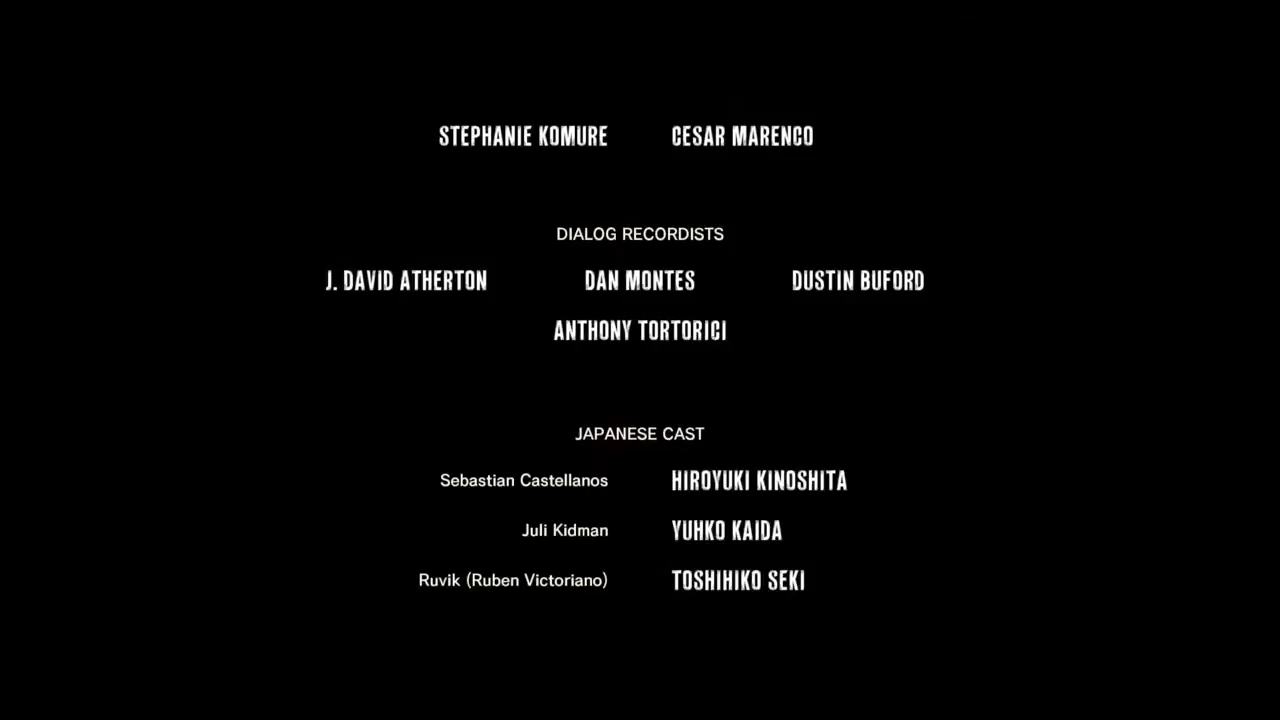 STEPHANIE KOMURE CESAR MARENCO
DIALOG RECORDISTS
J. DAVID ATHERTON DAN MONTES DUSTIN BUFORD
ANTHONY TORTORICI
JAPANESE CAST
Sebastian Castellanos HIROYUKI KINOSHITA
Juli Kidman YUHKO KAIDA
Ruvik (Ruben Victoriano) TOSHIHIKO SEKI